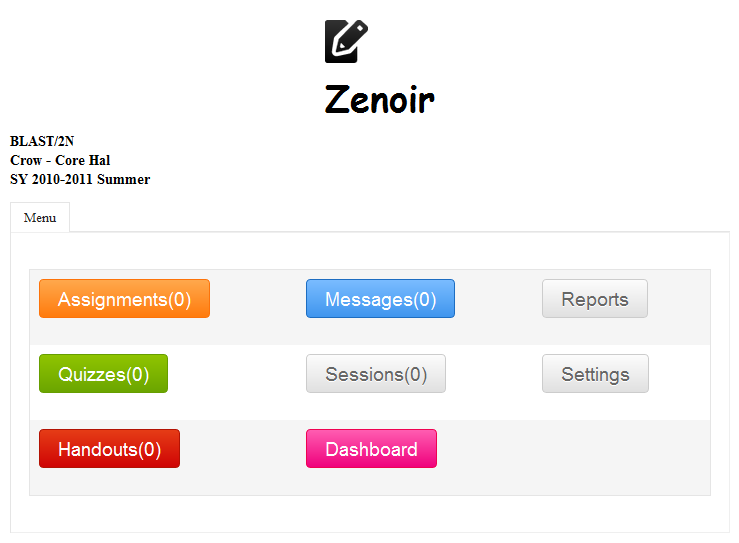 Zenoir
BLAST/2N
Crow - Core Hal
SY 2010-2011 Summer
Menu
Assignments(0) Messages(0) Reports
Quizzes(0) Sessions(0) Settings
Handouts(0) Dashboard